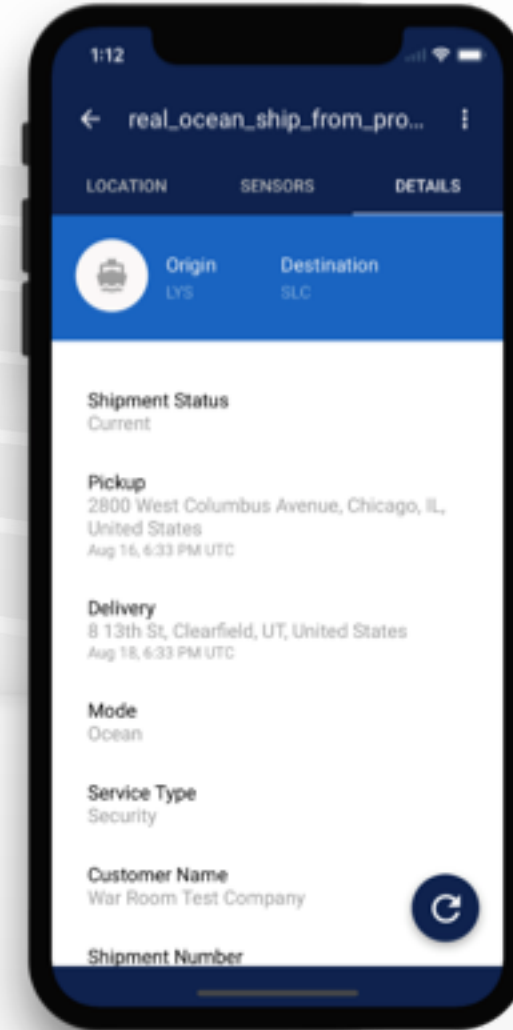 1:12
real_ocean_ship_from_pro...
LOCATION SENSORS DETAILS
Origin Destination
LYS SLC
Shipment Status
Current
Pickup
2800 West Columbus Avenue, Chicago, IL,
United States
Aug 16, 6:33 PM UTC
Delivery
8 13th St, Clearfield, UT, United States
Aug 18, 6:33 PM UTC
Mode
Ocean
Service Type
Security
Customer Name
War Room Test Company
Shipment Number